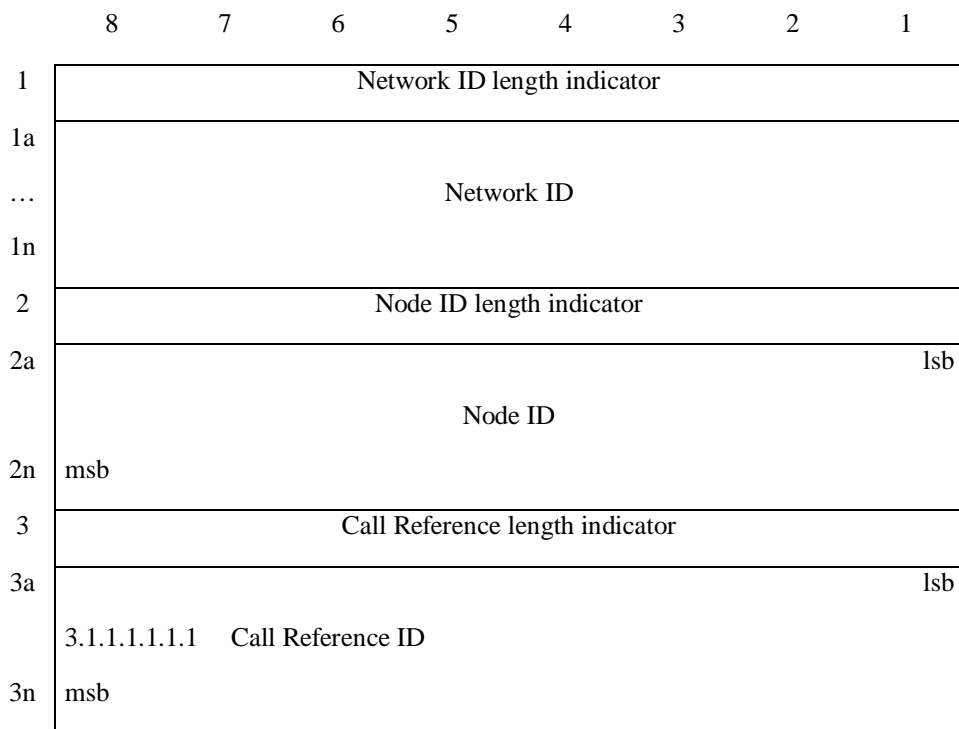 8 7 6 5 4 3 2 1
1 Network ID length indicator
1a
… Network ID
1n
2 Node ID length indicator
2a lsb
Node ID
2n msb
3 Call Reference length indicator
3a lsb
3.1.1.1.1.1.1 Call Reference ID
3n msb